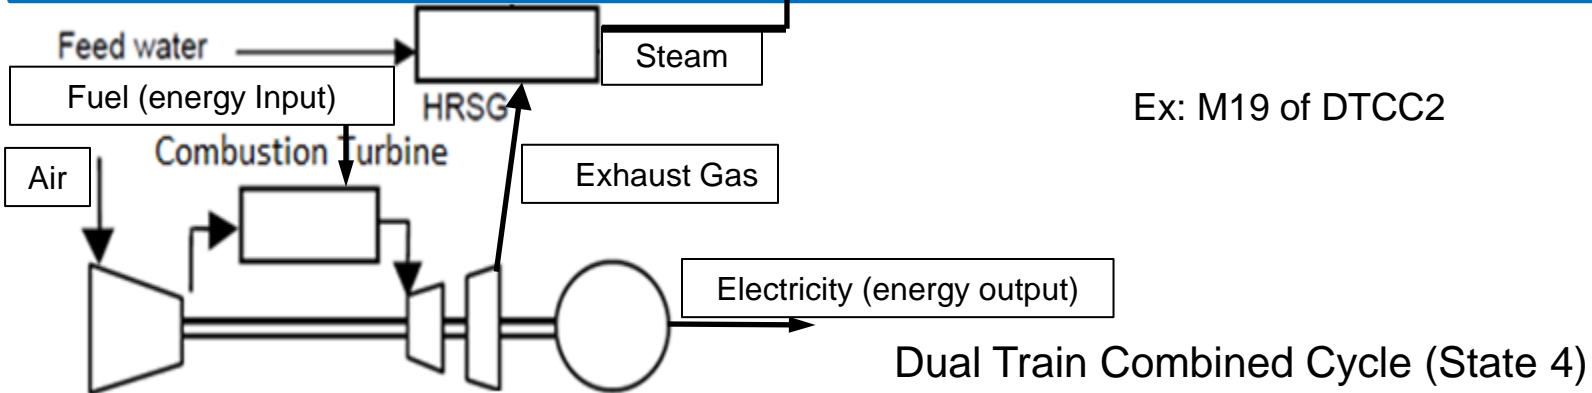 Feed water
Steam
Fuel (energy Input)
HRSG
Ex: M19 of DTCC2
Combustion Turbine
Air
Exhaust Gas
Electricity (energy output)
Dual Train Combined Cycle (State 4)